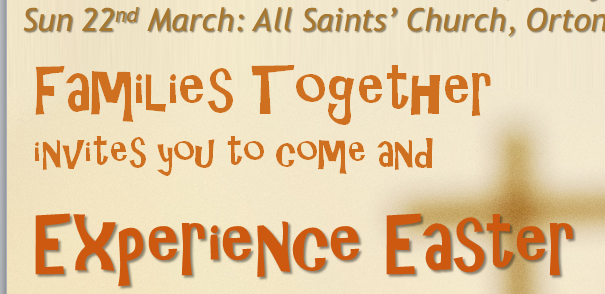 Sun 22nd March: All Saints' Church, Orton
Families Together
invites you to come and
Experience Easter